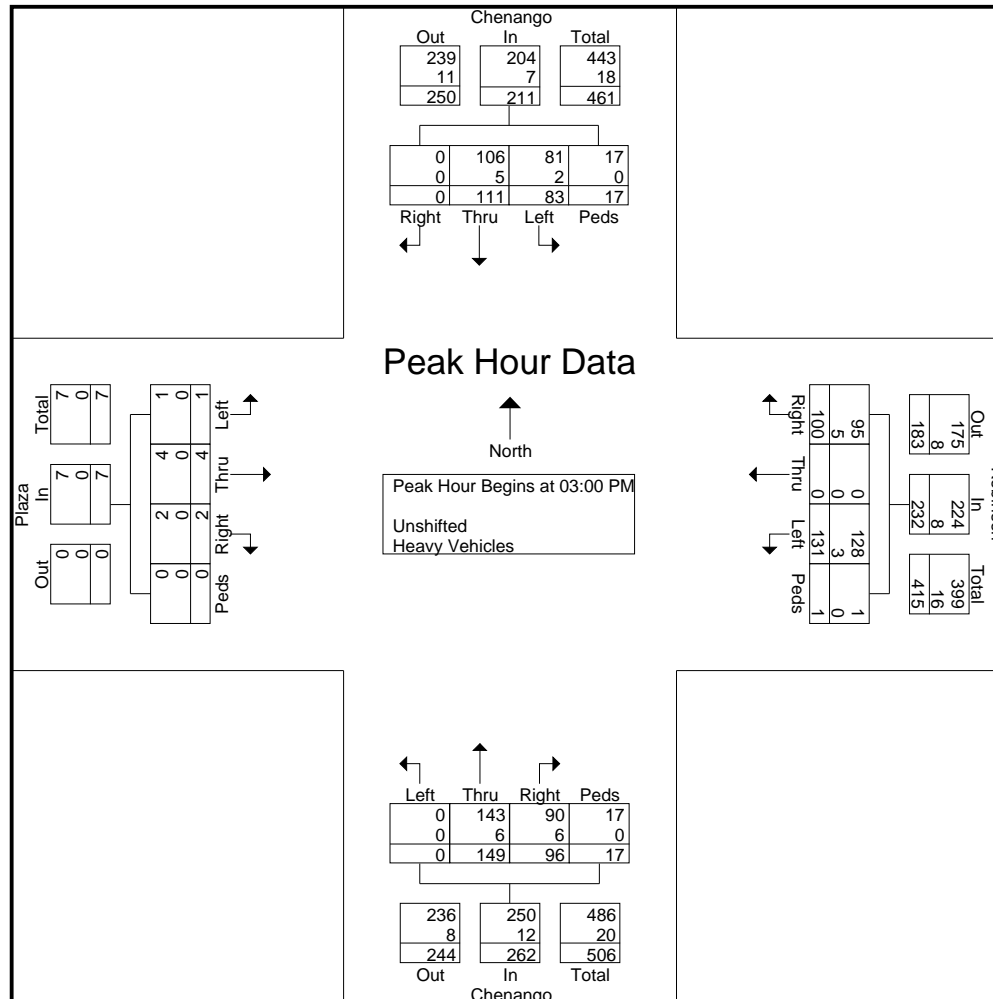 Chenango
Out In Total
239 204 443
11 7 18
250 211 461
0 106 81 17
0 5 2 0
0 111 83 17
Right Thru Left Peds
Peak Hour Data
North
Peak Hour Begins at 03:00 PM
Unshifted
Heavy Vehicles
Plaza
Total In Out
7 7 0
0 0 0
7 7 0
1 4 2 0
0 0 0 0
1 4 2 0
Left Thru Right Peds
Out In Total
175 224 399
8 8 16
183 232 415
95 0 128 1
5 0 3 0
100 0 131 1
Right Thru Left Peds
Left Thru Right Peds
0 143 90 17
0 6 6 0
0 149 96 17
236 250 486
8 12 20
244 262 506
Out In Total
Chenango